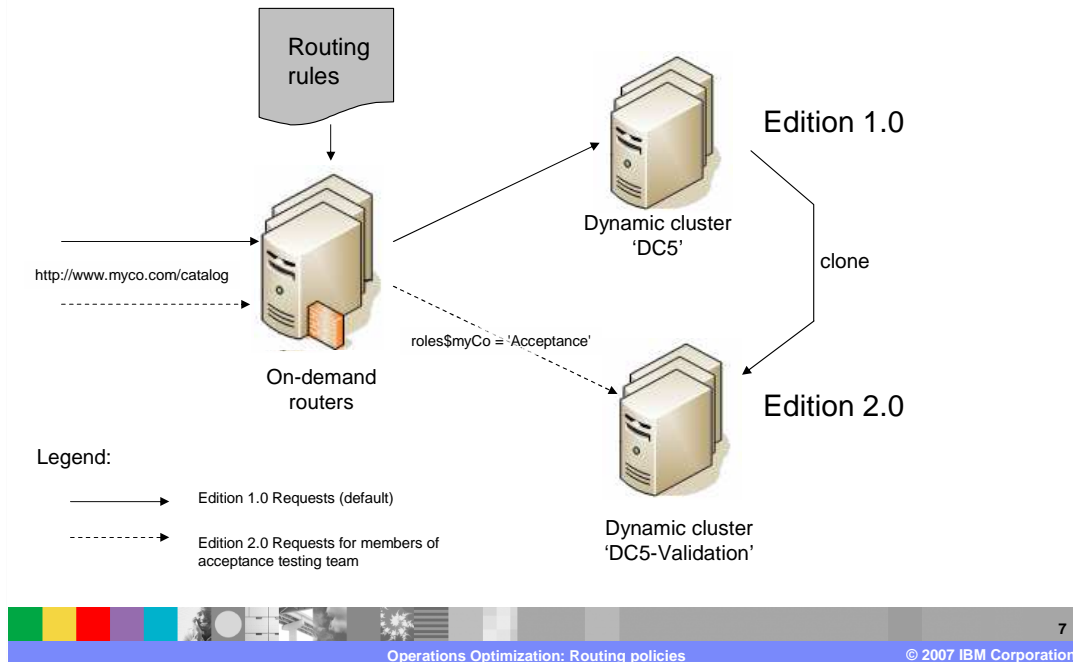 Routing
rules
Edition 1.0
Dynamic cluster
‘DC5’
http://www.myco.com/catalog
clone
roles$myCo = ‘Acceptance’
On-demand
routers
Edition 2.0
Legend:
Edition 1.0 Requests (default)
Edition 2.0 Requests for members of
acceptance testing team
Dynamic cluster
‘DC5-Validation’
7
Operations Optimization: Routing policies
© 2007 IBM Corporation